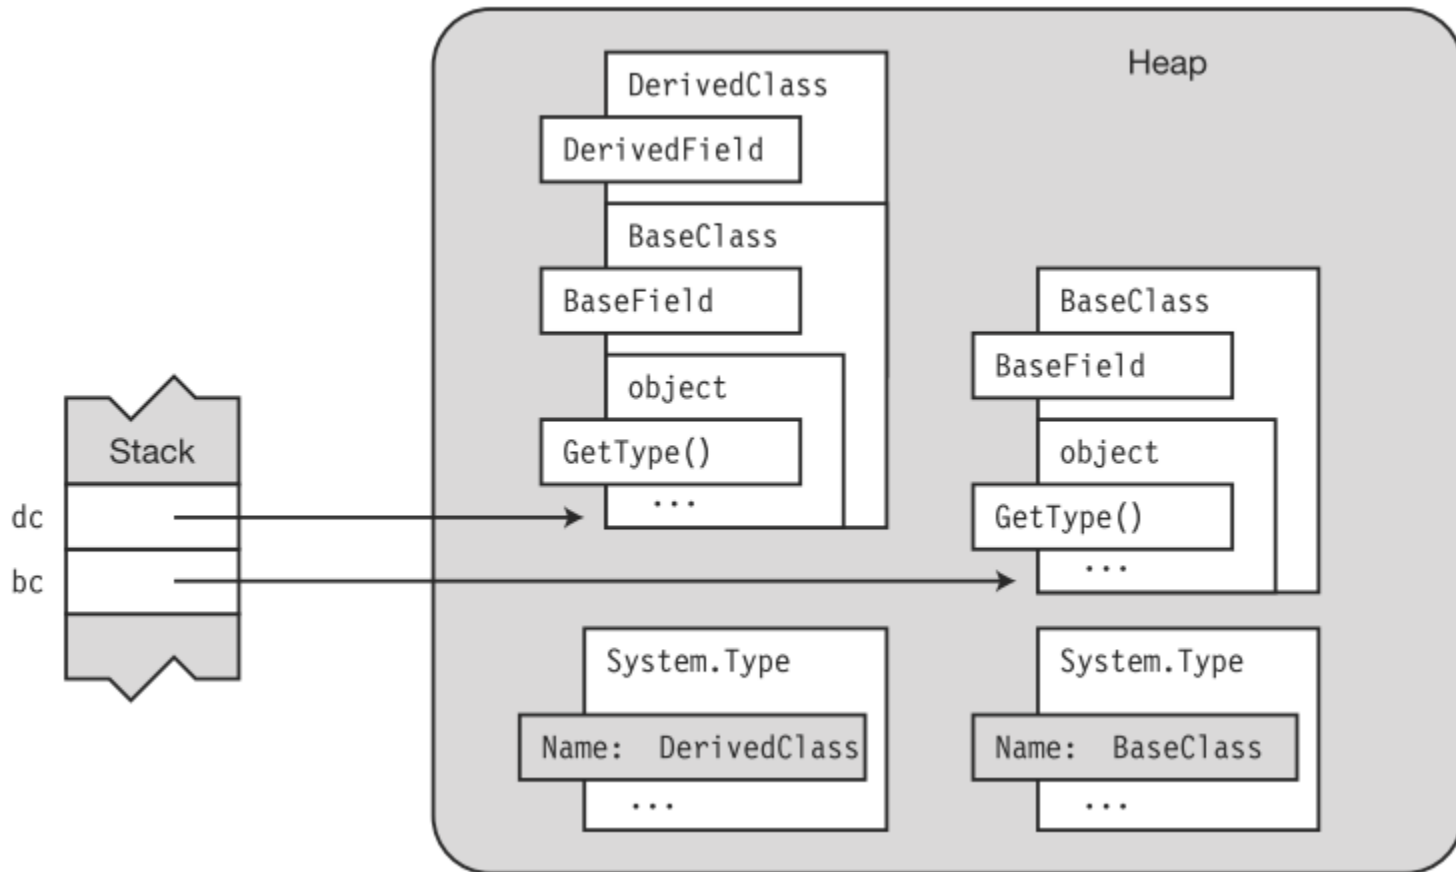 Heap
DerivedClass
DerivedField
BaseClass
BaseField
object
GetType()
...
BaseClass
BaseField
object
GetType()
...
Stack
dc
bc
System.Type
Name: DerivedClass
...
System.Type
Name: BaseClass
...